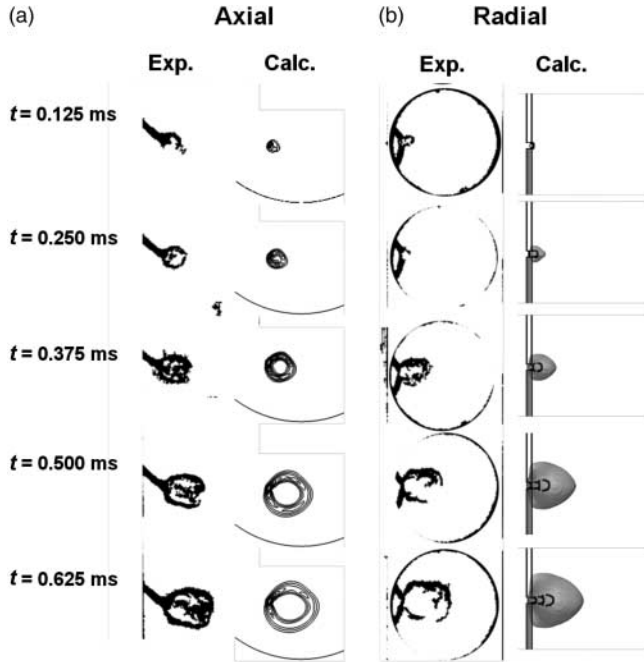 (a) Axial (b) Radial
Exp. Calc. Exp. Calc.
t = 0.125 ms
t = 0.250 ms
t = 0.375 ms
t = 0.500 ms
t = 0.625 ms